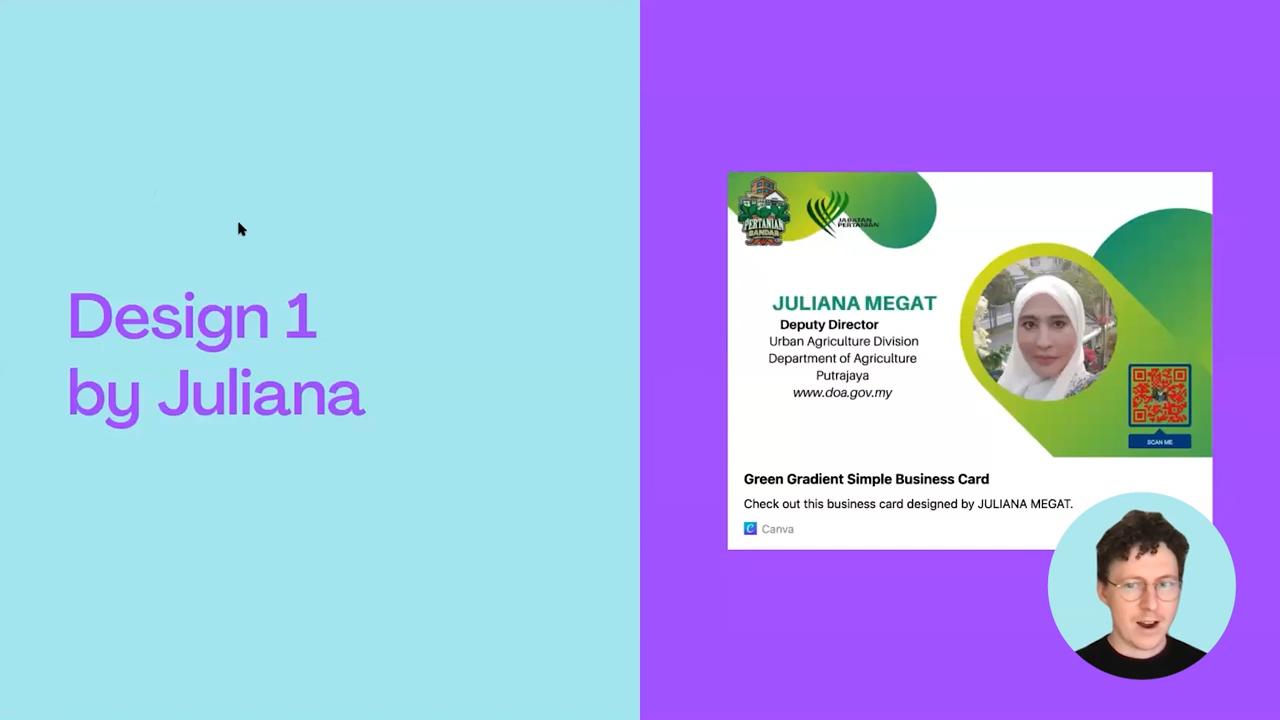 Design 1
by Juliana
PERTANIAN
BANDAR
JABATAN
PERTANIAN
JULIANA MEGAT
Deputy Director
Urban Agriculture Division
Department of Agriculture
Putrajaya
www.doa.gov.my
SCAN ME
Green Gradient Simple Business Card
Check out this business card designed by JULIANA MEGAT.
Canva